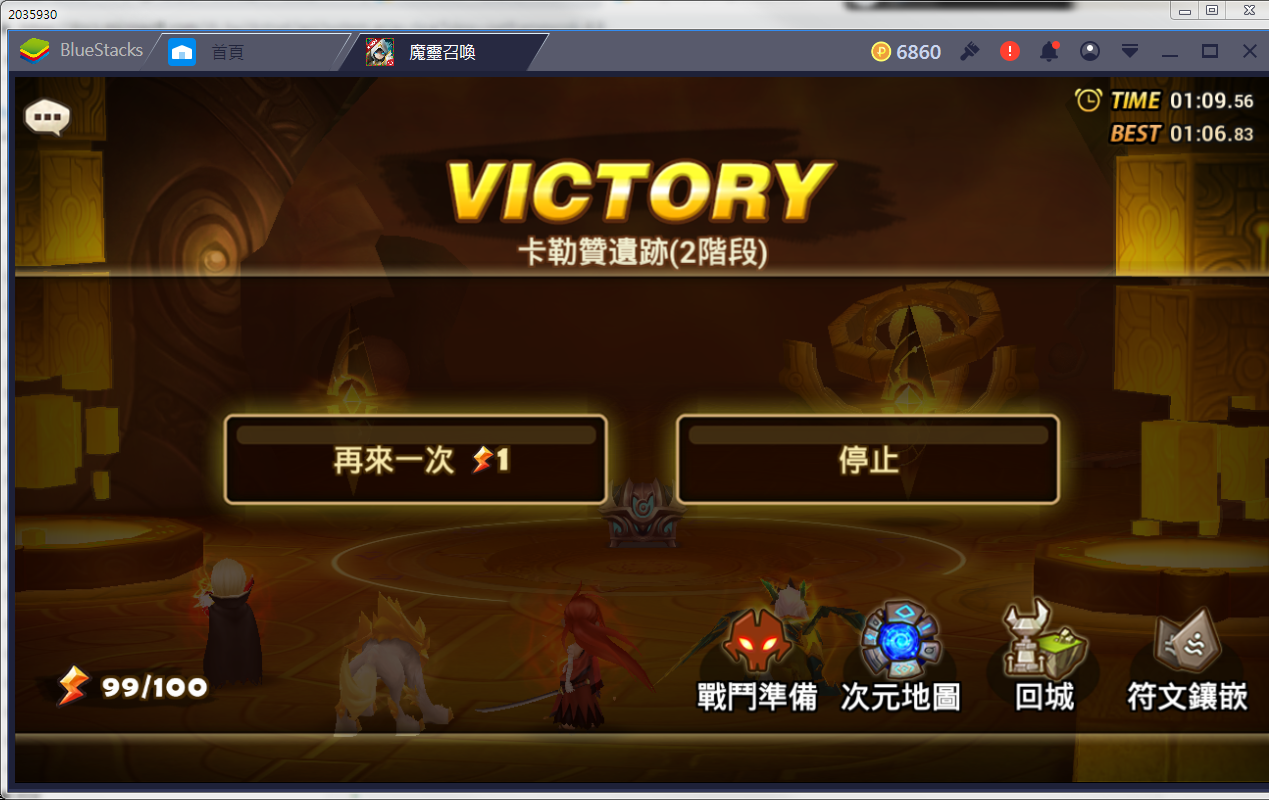 2035930
BlueStacks
首頁
魔靈召喚
6860
TIME 01:09.56
BEST 01:06.83
VICTORY
卡勒贊遺跡(2階段)
再來一次 1
停止
99/100
戰鬥準備
次元地圖
回城
符文鑲嵌